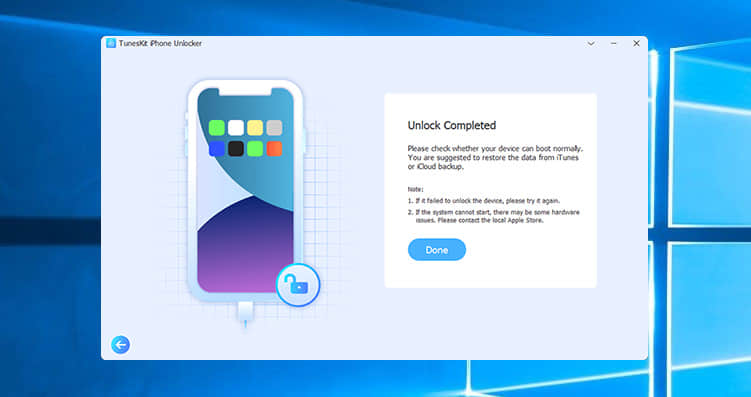 TunesKit iPhone Unlocker
Unlock Completed
Please check whether your device can boot normally.
You are suggested to restore the data from iTunes
or iCloud backup.
Note:
1. If it failed to unlock the device, please try it again.
2. If the system cannot start, there may be some hardware
issues. Please contact the local Apple Store.
Done